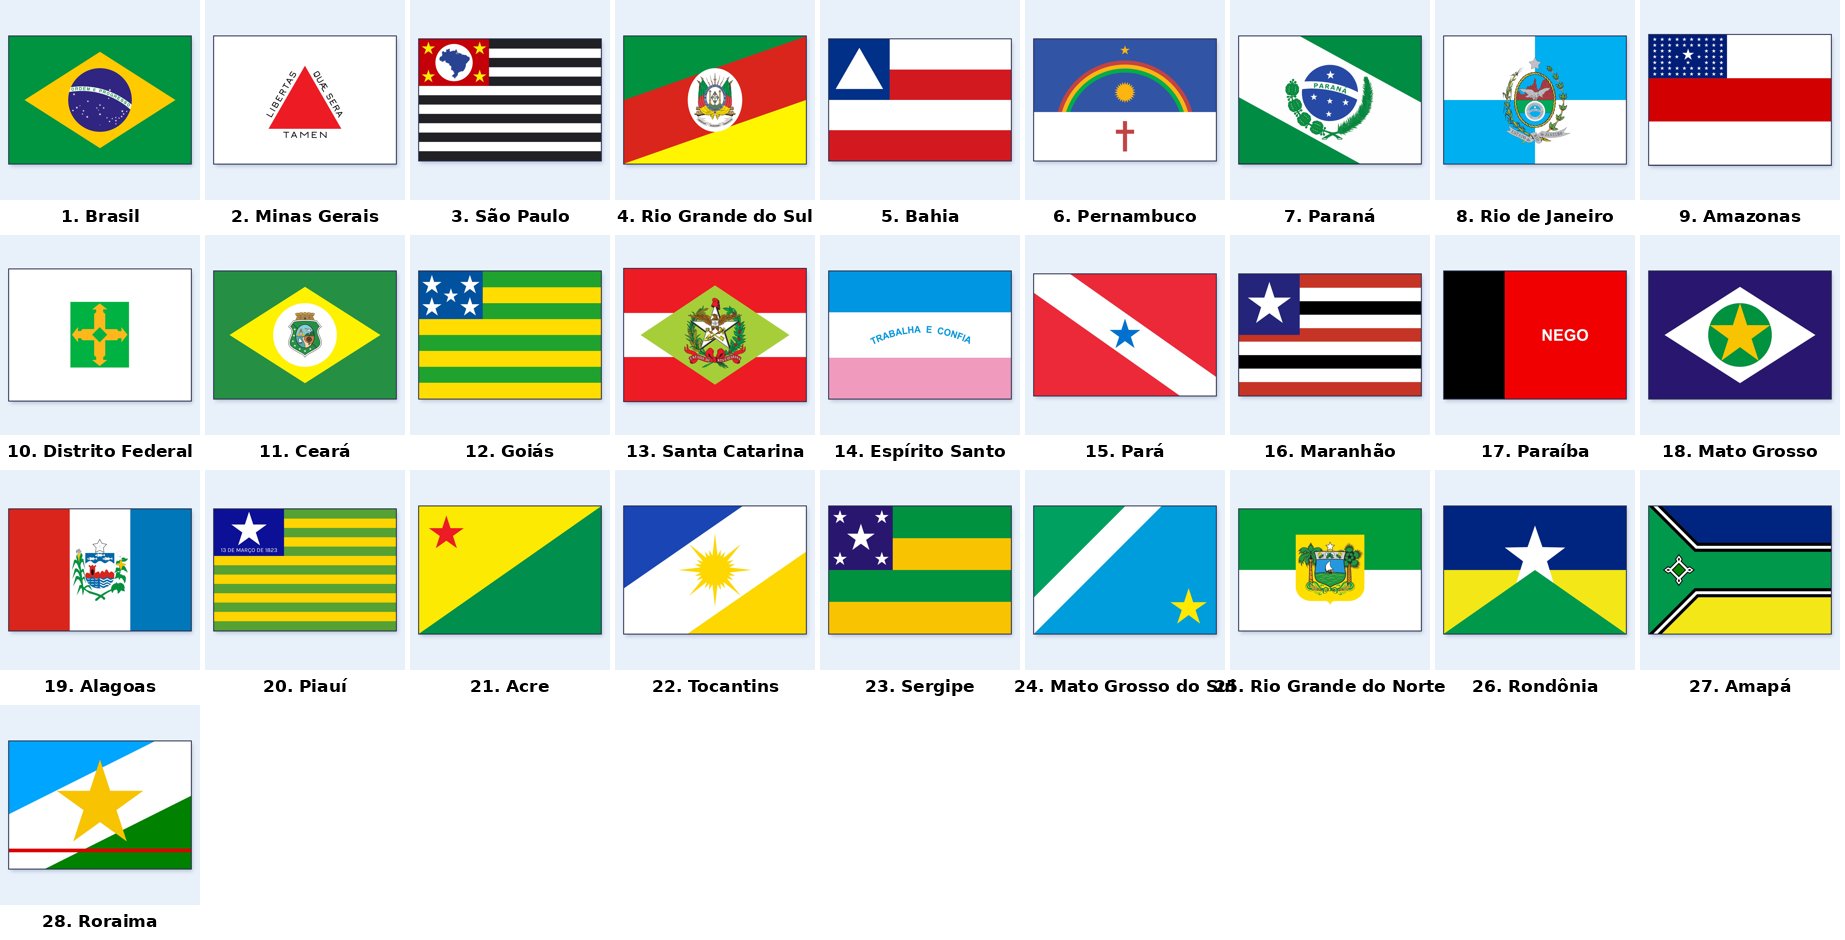 ORDEM E PROGRESSO
LIBERTAS QUÆ SERA
TAMEN
PARANÁ
1. Brasil
2. Minas Gerais
3. São Paulo
4. Rio Grande do Sul
5. Bahia
6. Pernambuco
7. Paraná
8. Rio de Janeiro
9. Amazonas
TRABALHA E CONFIA
NEGO
10. Distrito Federal
11. Ceará
12. Goiás
13. Santa Catarina
14. Espírito Santo
15. Pará
16. Maranhão
17. Paraíba
18. Mato Grosso
13 DE MARÇO DE 1823
19. Alagoas
20. Piauí
21. Acre
22. Tocantins
23. Sergipe
24. Mato Grosso do Sul
25. Rio Grande do Norte
26. Rondônia
27. Amapá
28. Roraima